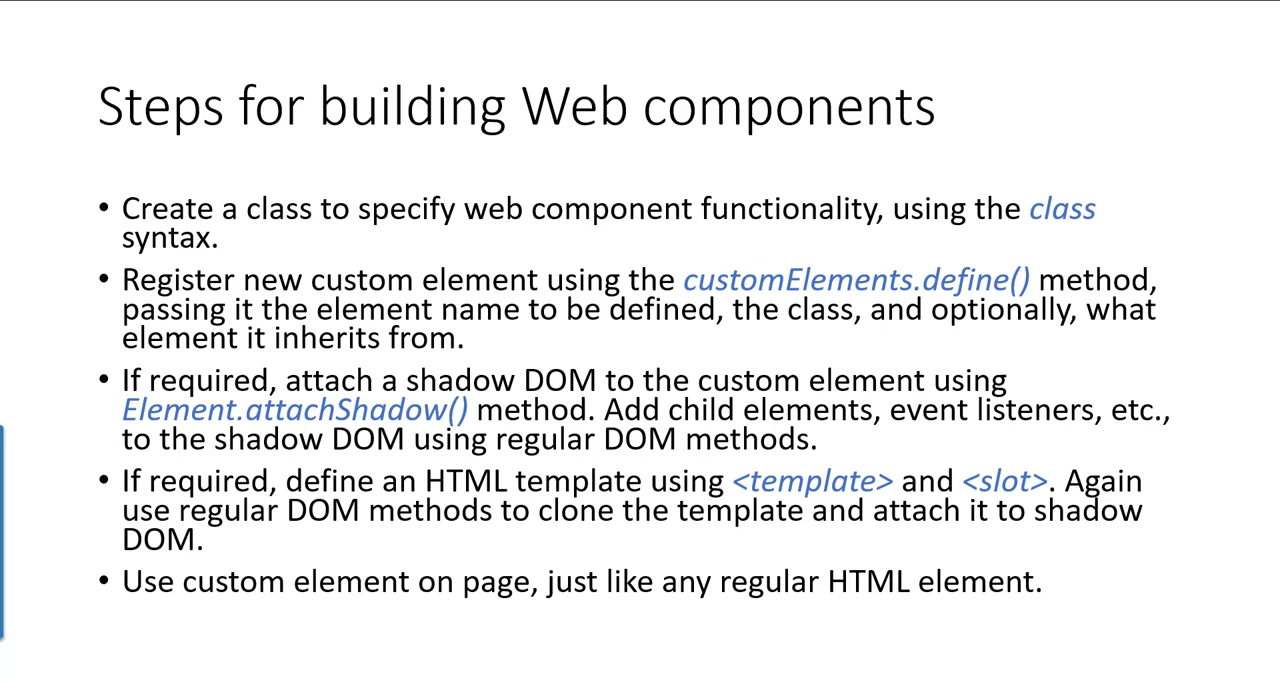 Steps for building Web components
• Create a class to specify web component functionality, using the class
syntax.
• Register new custom element using the customElements.define() method,
passing it the element name to be defined, the class, and optionally, what
element it inherits from.
• If required, attach a shadow DOM to the custom element using
Element.attachShadow() method. Add child elements, event listeners, etc.,
to the shadow DOM using regular DOM methods.
• If required, define an HTML template using <template> and <slot>. Again
use regular DOM methods to clone the template and attach it to shadow
DOM.
• Use custom element on page, just like any regular HTML element.